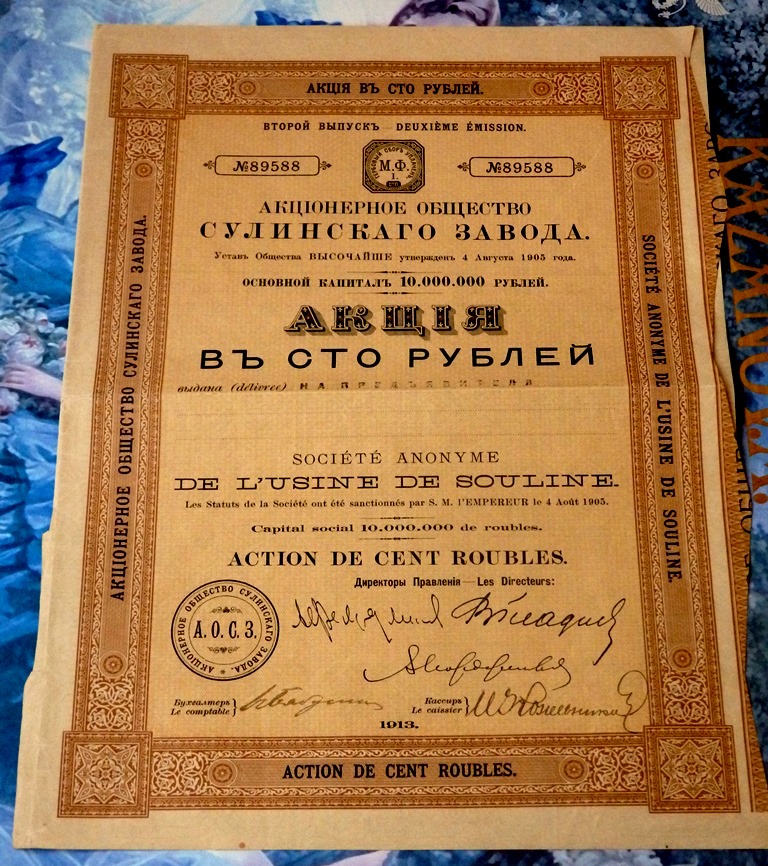 АКЦІЯ ВЪ СТО РУБЛЕЙ.
ВТОРОЙ ВЫПУСКЪ — DEUXIÈME ÉMISSION.
№89588 №89588
М.Ф.
АКЦІОНЕРНОЕ ОБЩЕСТВО
СУЛИНСКАГО ЗАВОДА.
Уставъ Общества ВЫСОЧАЙШЕ утвержденъ 4 Августа 1905 года.
ОСНОВНОЙ КАПИТАЛЪ 10.000.000 РУБЛЕЙ.
АКЦІЯ
ВЪ СТО РУБЛЕЙ
выдана (délivrée) НА ПРЕДЪЯВИТЕЛЯ
SOCIÉTÉ ANONYME
DE L'USINE DE SOULINE.
Les Statuts de la Société ont été sanctionnés par S. M. l'EMPEREUR le 4 Août 1905.
Capital social 10.000.000 de roubles.
ACTION DE CENT ROUBLES.
Директоры Правленія — Les Directeurs:
АКЦІОНЕРНОЕ ОБЩЕСТВО СУЛИНСКАГО ЗАВОДА.
А. О. С. З.
Бухгалтеръ
Le comptable
Кассиръ
Le caissier
1913.
ACTION DE CENT ROUBLES.
АКЦІОНЕРНОЕ ОБЩЕСТВО СУЛИНСКАГО ЗАВОДА.
SOCIÉTÉ ANONYME DE L'USINE DE SOULINE.